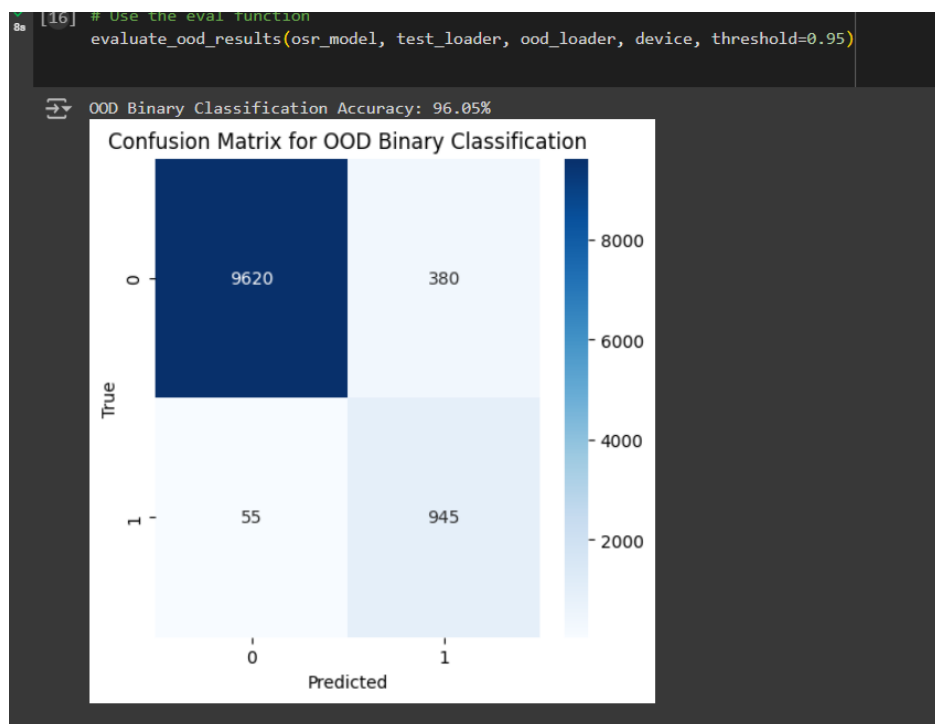 [16] # Use the eval function
8s
evaluate_ood_results(osr_model, test_loader, ood_loader, device, threshold=0.95)
OOD Binary Classification Accuracy: 96.05%
Confusion Matrix for OOD Binary Classification
8000
0 9620 380
6000
True
4000
1 55 945
2000
0 1
Predicted